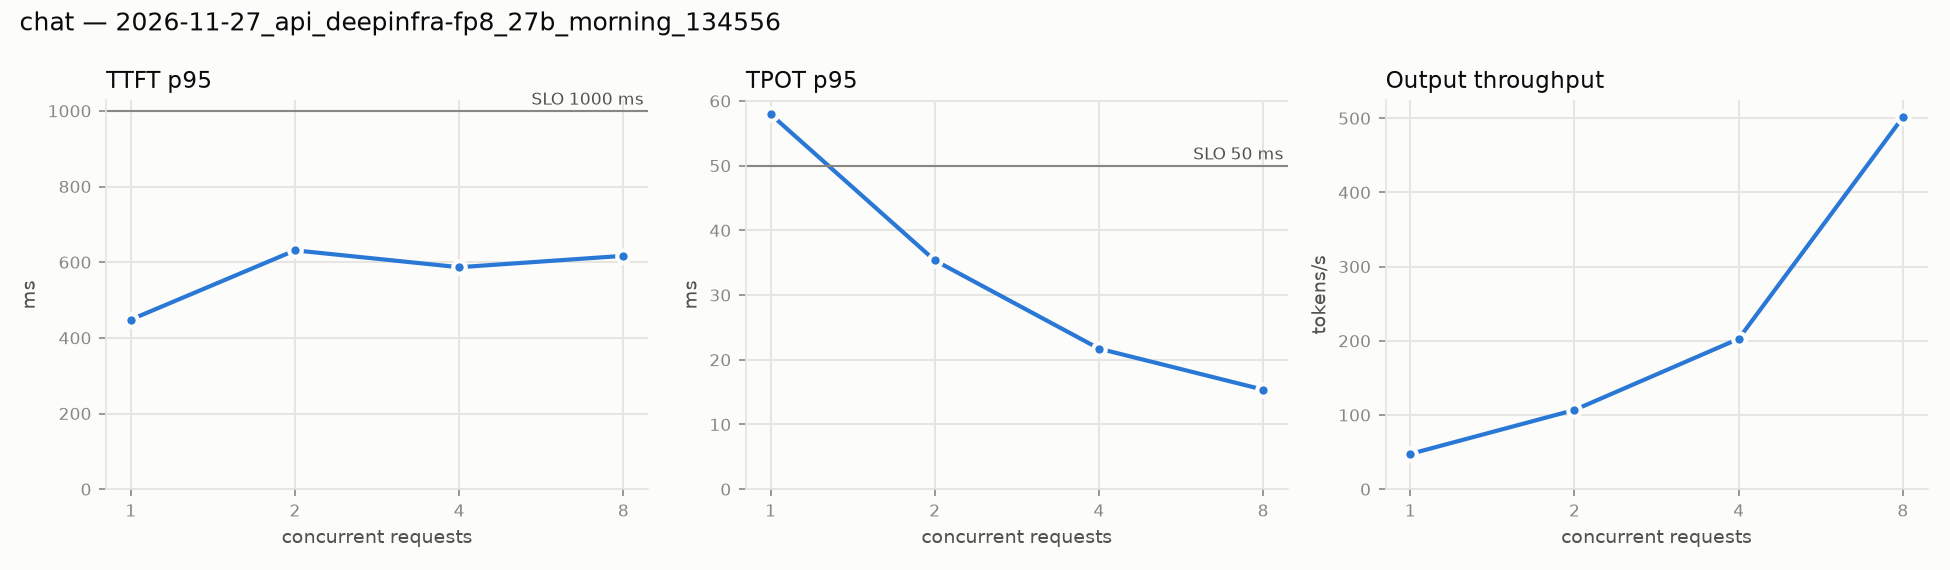 chat — 2026-11-27_api_deepinfra-fp8_27b_morning_134556
TTFT p95
SLO 1000 ms
1000
800
600
400
200
0
ms
1 2 4 8
concurrent requests
TPOT p95
SLO 50 ms
60
50
40
30
20
10
0
ms
1 2 4 8
concurrent requests
Output throughput
500
400
300
200
100
0
tokens/s
1 2 4 8
concurrent requests